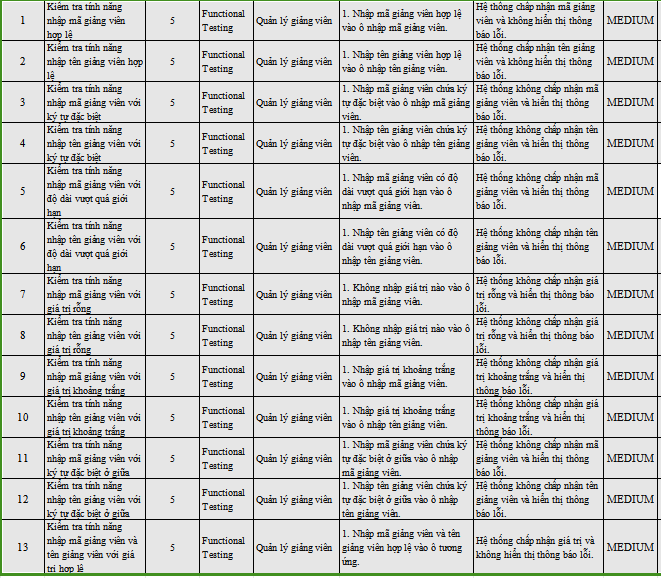 Kiểm tra tính năng
nhập mã giảng viên
hợp lệ
1
5
Functional
Testing
Quản lý giảng viên
1. Nhập mã giảng viên hợp lệ
vào ô nhập mã giảng viên.
Hệ thống chấp nhận mã giảng
viên và không hiển thị thông
báo lỗi.
MEDIUM
Kiểm tra tính năng
nhập tên giảng viên hợp
lệ
2
5
Functional
Testing
Quản lý giảng viên
1. Nhập tên giảng viên hợp lệ
vào ô nhập tên giảng viên.
Hệ thống chấp nhận tên giảng
viên và không hiển thị thông
báo lỗi.
MEDIUM
Kiểm tra tính năng
nhập mã giảng viên với
ký tự đặc biệt
3
5
Functional
Testing
Quản lý giảng viên
1. Nhập mã giảng viên chứa ký
tự đặc biệt vào ô nhập mã giảng
viên.
Hệ thống không chấp nhận mã
giảng viên và hiển thị thông
báo lỗi.
MEDIUM
Kiểm tra tính năng
nhập tên giảng viên với
ký tự đặc biệt
4
5
Functional
Testing
Quản lý giảng viên
1. Nhập tên giảng viên chứa ký
tự đặc biệt vào ô nhập tên giảng
viên.
Hệ thống không chấp nhận tên
giảng viên và hiển thị thông
báo lỗi.
MEDIUM
Kiểm tra tính năng
nhập mã giảng viên với
độ dài vượt quá giới
hạn
5
5
Functional
Testing
Quản lý giảng viên
1. Nhập mã giảng viên có độ
dài vượt quá giới hạn vào ô
nhập mã giảng viên.
Hệ thống không chấp nhận mã
giảng viên và hiển thị thông
báo lỗi.
MEDIUM
Kiểm tra tính năng
nhập tên giảng viên với
độ dài vượt quá giới
hạn
6
5
Functional
Testing
Quản lý giảng viên
1. Nhập tên giảng viên có độ
dài vượt quá giới hạn vào ô
nhập tên giảng viên.
Hệ thống không chấp nhận tên
giảng viên và hiển thị thông
báo lỗi.
MEDIUM
Kiểm tra tính năng
nhập mã giảng viên với
giá trị rỗng
7
5
Functional
Testing
Quản lý giảng viên
1. Không nhập giá trị nào vào ô
nhập mã giảng viên.
Hệ thống không chấp nhận giá
trị rỗng và hiển thị thông báo
lỗi.
MEDIUM
Kiểm tra tính năng
nhập tên giảng viên với
giá trị rỗng
8
5
Functional
Testing
Quản lý giảng viên
1. Không nhập giá trị nào vào ô
nhập tên giảng viên.
Hệ thống không chấp nhận giá
trị rỗng và hiển thị thông báo
lỗi.
MEDIUM
Kiểm tra tính năng
nhập mã giảng viên với
giá trị khoảng trắng
9
5
Functional
Testing
Quản lý giảng viên
1. Nhập giá trị khoảng trắng
vào ô nhập mã giảng viên.
Hệ thống không chấp nhận giá
trị khoảng trắng và hiển thị
thông báo lỗi.
MEDIUM
Kiểm tra tính năng
nhập tên giảng viên với
giá trị khoảng trắng
10
5
Functional
Testing
Quản lý giảng viên
1. Nhập giá trị khoảng trắng
vào ô nhập tên giảng viên.
Hệ thống không chấp nhận giá
trị khoảng trắng và hiển thị
thông báo lỗi.
MEDIUM
Kiểm tra tính năng
nhập mã giảng viên với
ký tự đặc biệt ở giữa
11
5
Functional
Testing
Quản lý giảng viên
1. Nhập mã giảng viên chứa ký
tự đặc biệt ở giữa vào ô nhập
mã giảng viên.
Hệ thống không chấp nhận mã
giảng viên và hiển thị thông
báo lỗi.
MEDIUM
Kiểm tra tính năng
nhập tên giảng viên với
ký tự đặc biệt ở giữa
12
5
Functional
Testing
Quản lý giảng viên
1. Nhập tên giảng viên chứa ký
tự đặc biệt ở giữa vào ô nhập
tên giảng viên.
Hệ thống không chấp nhận tên
giảng viên và hiển thị thông
báo lỗi.
MEDIUM
Kiểm tra tính năng
nhập mã giảng viên và
tên giảng viên với giá
trị hợp lệ
13
5
Functional
Testing
Quản lý giảng viên
1. Nhập mã giảng viên và tên
giảng viên hợp lệ vào ô tương
ứng.
Hệ thống chấp nhận giá trị và
không hiển thị thông báo lỗi.
MEDIUM